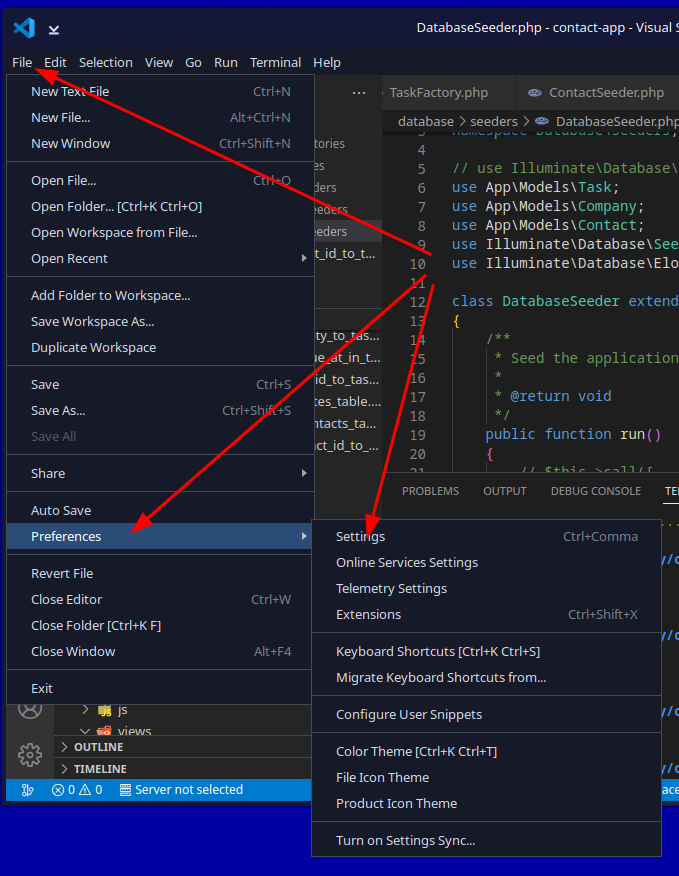 DatabaseSeeder.php - contact-app - Visual S
File Edit Selection View Go Run Terminal Help
New Text File Ctrl+N
New File... Alt+Ctrl+N
New Window Ctrl+Shift+N
Open File... Ctrl+O
Open Folder... [Ctrl+K Ctrl+O]
Open Workspace from File...
Open Recent
Add Folder to Workspace...
Save Workspace As...
Duplicate Workspace
Save Ctrl+S
Save As... Ctrl+Shift+S
Save All
Share
Auto Save
Preferences
Revert File
Close Editor Ctrl+W
Close Folder [Ctrl+K F]
Close Window Alt+F4
Exit
...
tories
es
ders
eeders
eeders
ct_id_to_t...
ty_to_tas...
ue_at_in_t...
_id_to_tas...
tes_table....
ontacts_ta...
act_id_to_...
js
views
OUTLINE
TIMELINE
0 0 Server not selected
TaskFactory.php ContactSeeder.php
database > seeders > DatabaseSeeder.php
3 namespace Database\Seeders;
4
5 // use Illuminate\Database\
6 use App\Models\Task;
7 use App\Models\Company;
8 use App\Models\Contact;
9 use Illuminate\Database\See
10 use Illuminate\Database\Elo
11
12 class DatabaseSeeder extend
13 {
14 /**
15 * Seed the application
16 *
17 * @return void
18 */
19 public function run()
20 {
21 // $this->call([
PROBLEMS OUTPUT DEBUG CONSOLE TE
Settings Ctrl+Comma
Online Services Settings
Telemetry Settings
Extensions Ctrl+Shift+X
Keyboard Shortcuts [Ctrl+K Ctrl+S]
Migrate Keyboard Shortcuts from...
Configure User Snippets
Color Theme [Ctrl+K Ctrl+T]
File Icon Theme
Product Icon Theme
Turn on Settings Sync...
y/c
y/c
y/c
y/c
ace